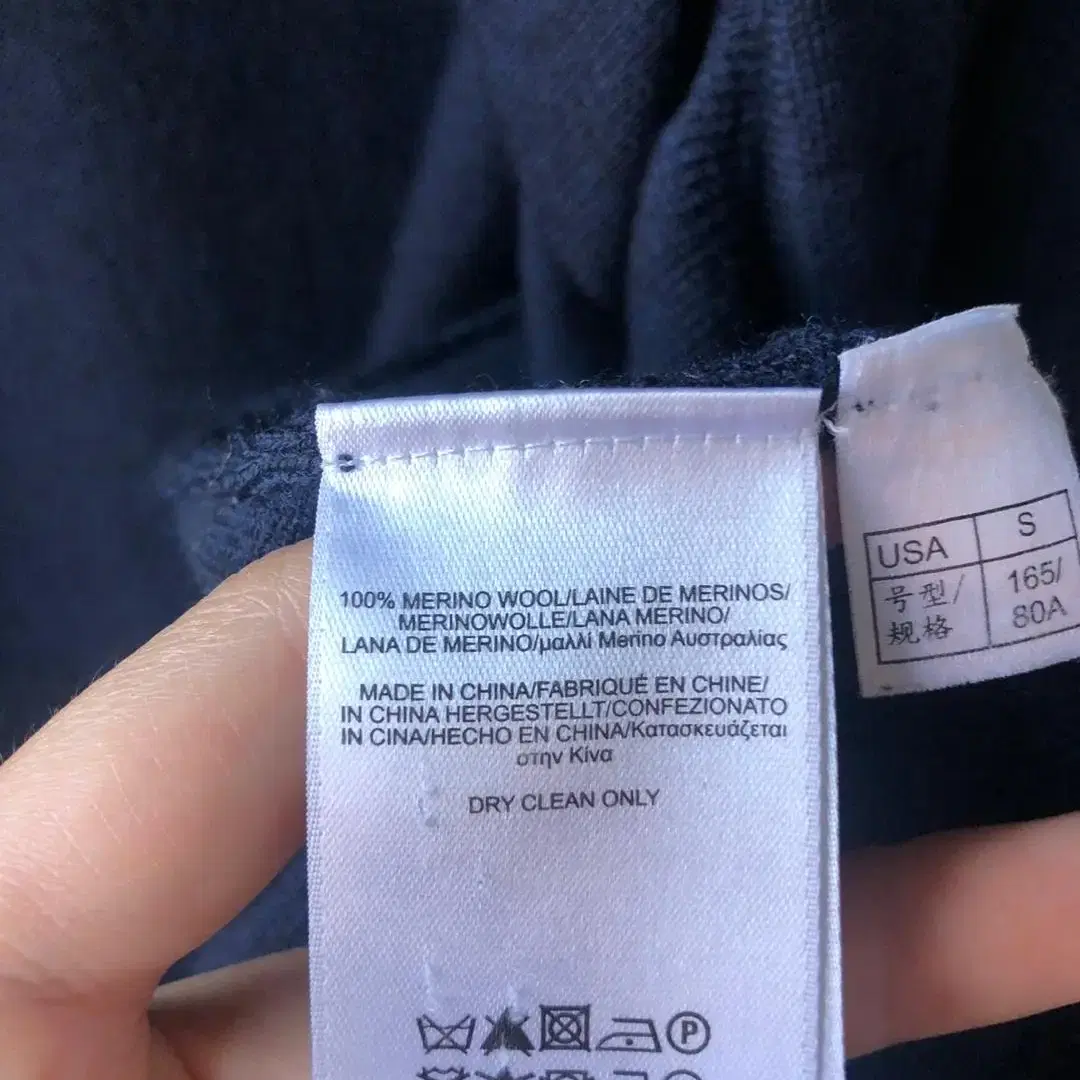 100% MERINO WOOL/LAINE DE MERINOS/
MERINOWOLLE/LANA MERINO/
LANA DE MERINO/μαλλί Merino Αυστραλίας
MADE IN CHINA/FABRIQUÉ EN CHINE/
IN CHINA HERGESTELLT/CONFEZIONATO
IN CINA/HECHO EN CHINA/Κατασκευάζεται
στην Κίνα
DRY CLEAN ONLY
P
USA S
号型/ 165/
规格 80A